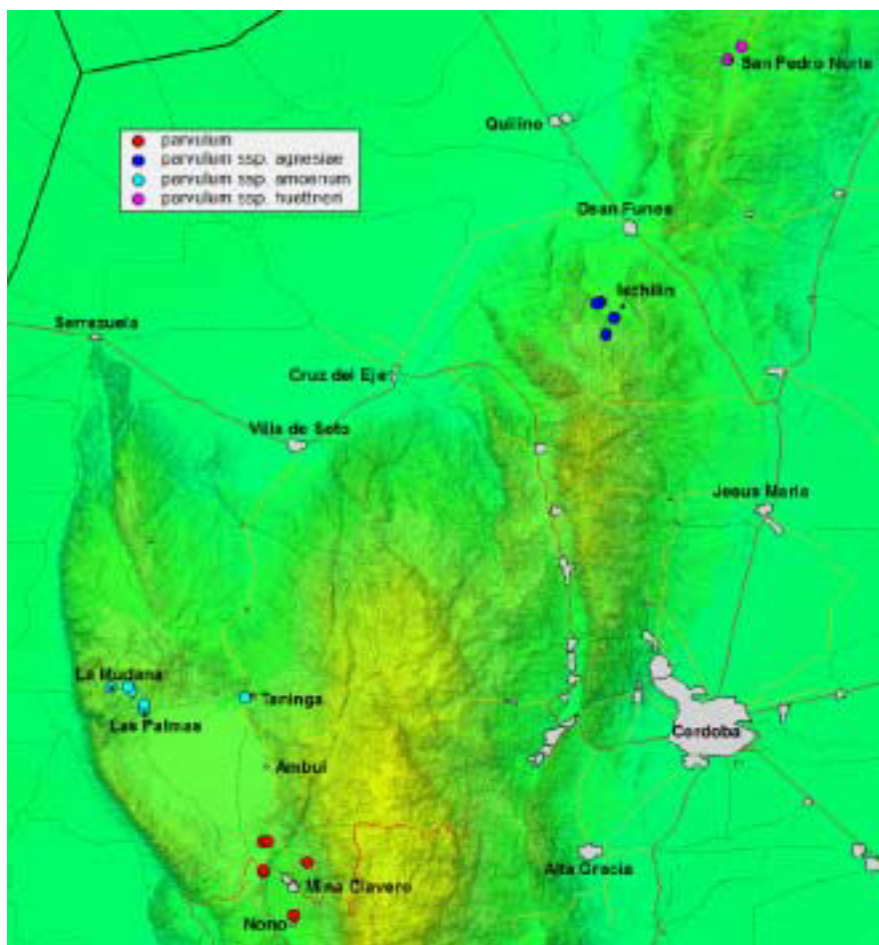 San Pedro Norte
Quilino
parvulum
parvulum ssp. agnesiae
parvulum ssp. amoenum
parvulum ssp. huettneri
Dean Funes
Ischilin
Serrezuela
Cruz del Eje
Villa de Soto
Jesus Maria
La Mudana
Taninga
Las Palmas
Cordoba
Ambul
Alta Gracia
Mina Clavero
Nono